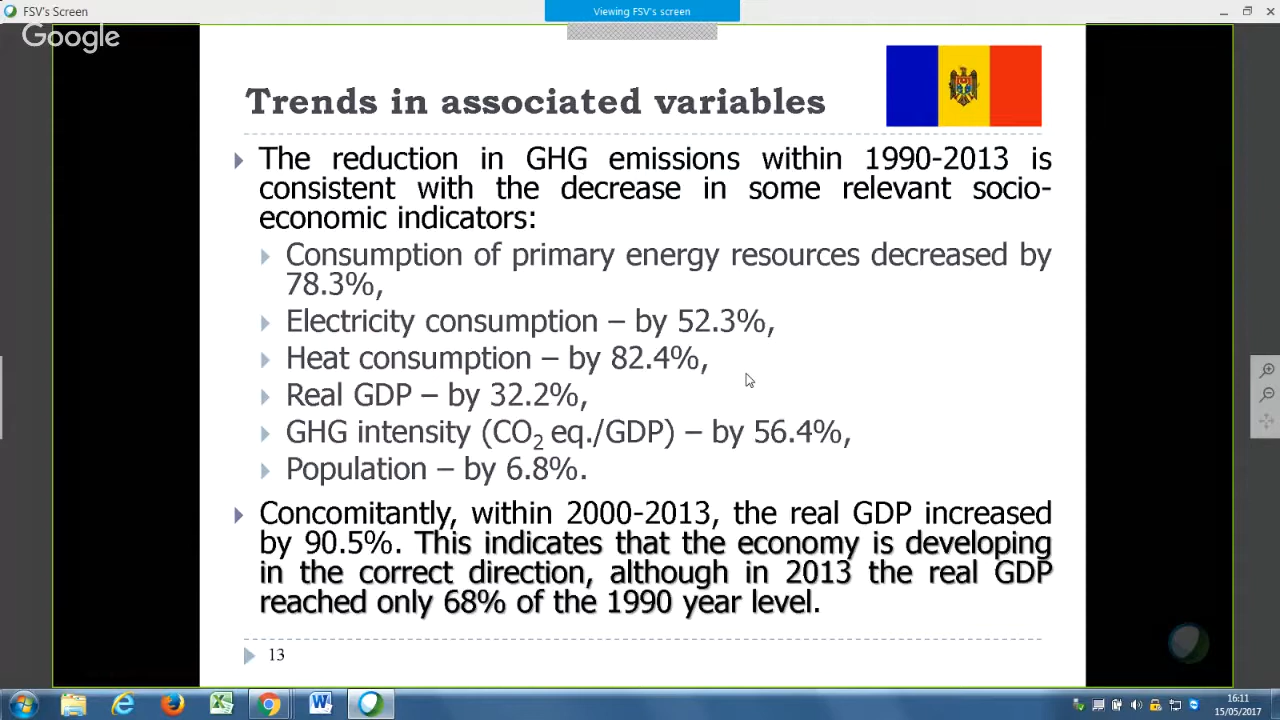 FSV's Screen
Viewing FSV's screen
Google
Trends in associated variables
The reduction in GHG emissions within 1990-2013 is
consistent with the decrease in some relevant socio-
economic indicators:
Consumption of primary energy resources decreased by
78.3%,
Electricity consumption – by 52.3%,
Heat consumption – by 82.4%,
Real GDP – by 32.2%,
GHG intensity (CO₂ eq./GDP) – by 56.4%,
Population – by 6.8%.
Concomitantly, within 2000-2013, the real GDP increased
by 90.5%. This indicates that the economy is developing
in the correct direction, although in 2013 the real GDP
reached only 68% of the 1990 year level.
13
16:11
15/05/2017